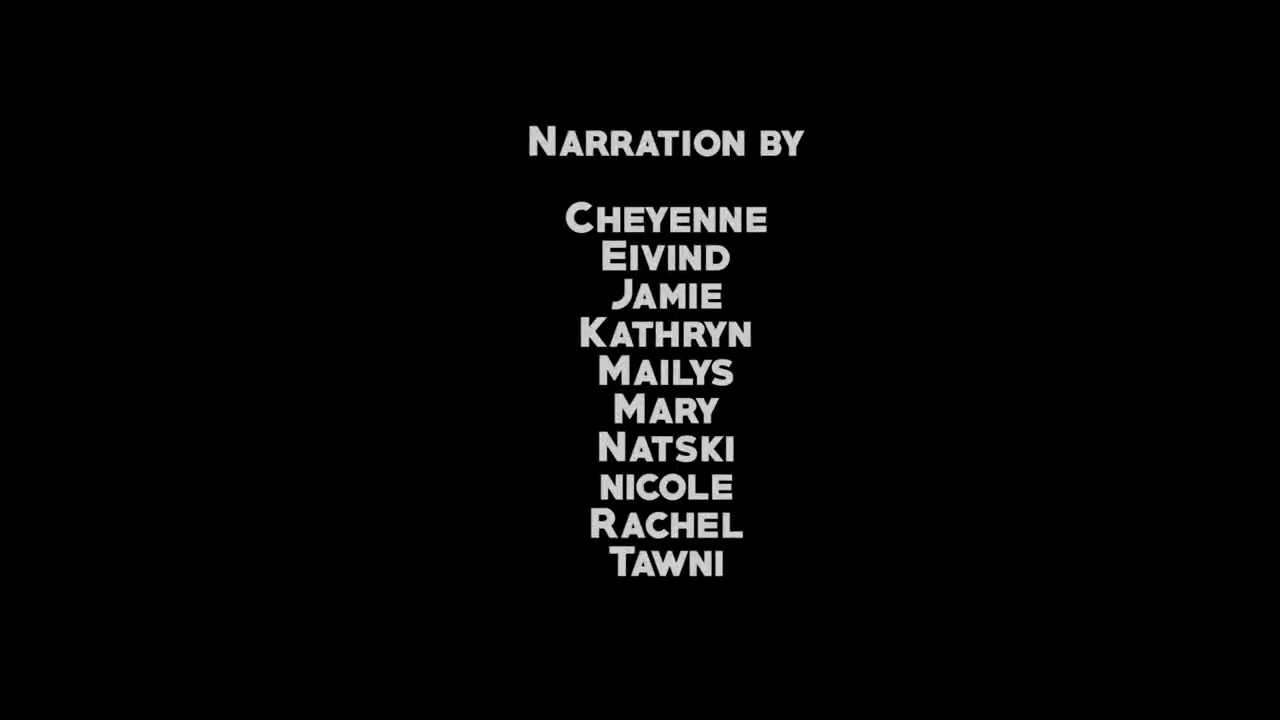 Narration by
Cheyenne
Eivind
Jamie
Kathryn
Mailys
Mary
Natski
nicole
Rachel
Tawni